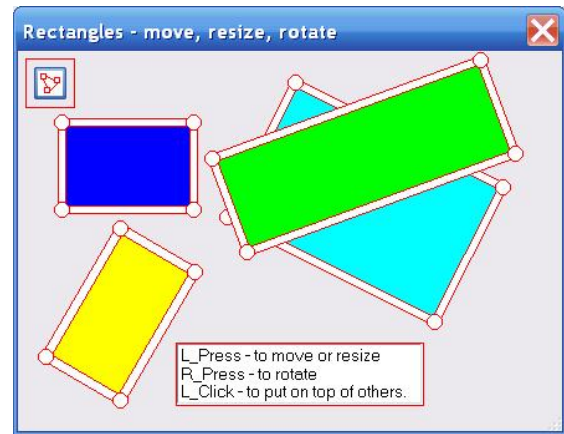 Rectangles - move, resize, rotate
L_Press - to move or resize
R_Press - to rotate
L_Click - to put on top of others.